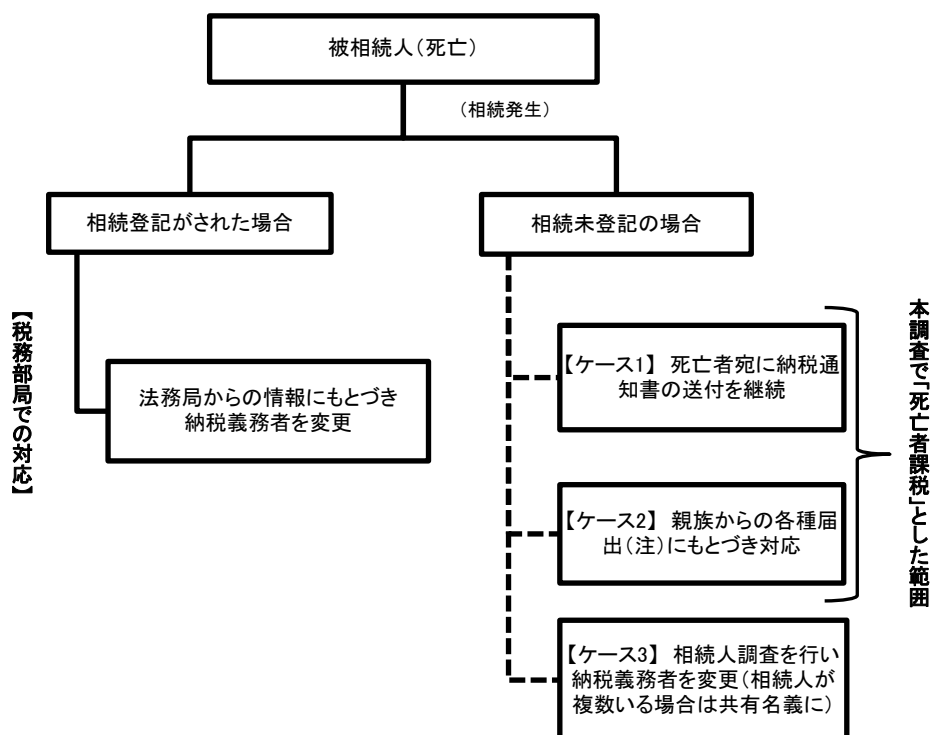 被相続人(死亡)
(相続発生)
相続登記がされた場合
相続未登記の場合
【税務部局での対応】
法務局からの情報にもとづき
納税義務者を変更
【ケース1】 死亡者宛に納税通
知書の送付を継続
【ケース2】 親族からの各種届
出(注)にもとづき対応
【ケース3】 相続人調査を行い
納税義務者を変更(相続人が
複数いる場合は共有名義に)
本調査で「死亡者課税」とした範囲